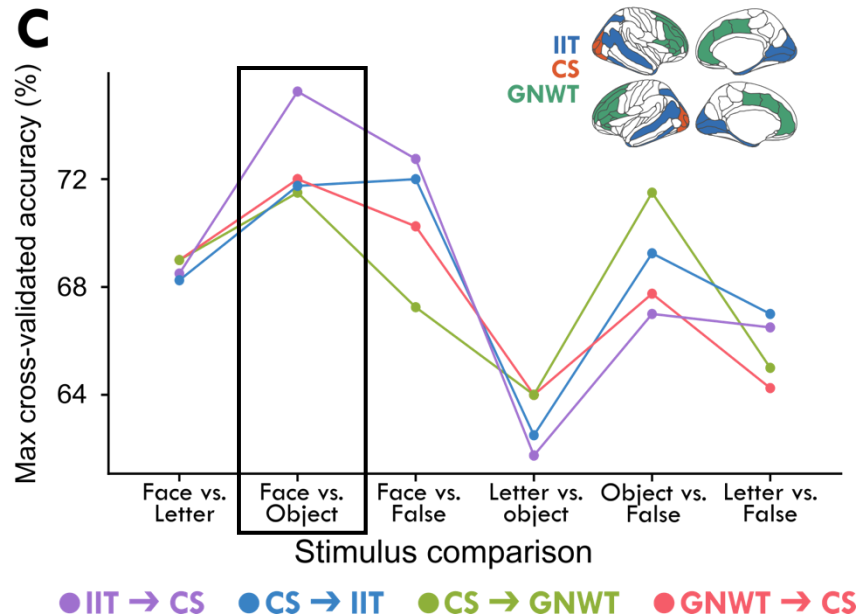 C
IIT
CS
GNWT
Max cross-validated accuracy (%)
72
68
64
Face vs. Letter
Face vs. Object
Face vs. False
Letter vs. object
Object vs. False
Letter vs. False
Stimulus comparison
IIT → CS
CS → IIT
CS → GNWT
GNWT → CS